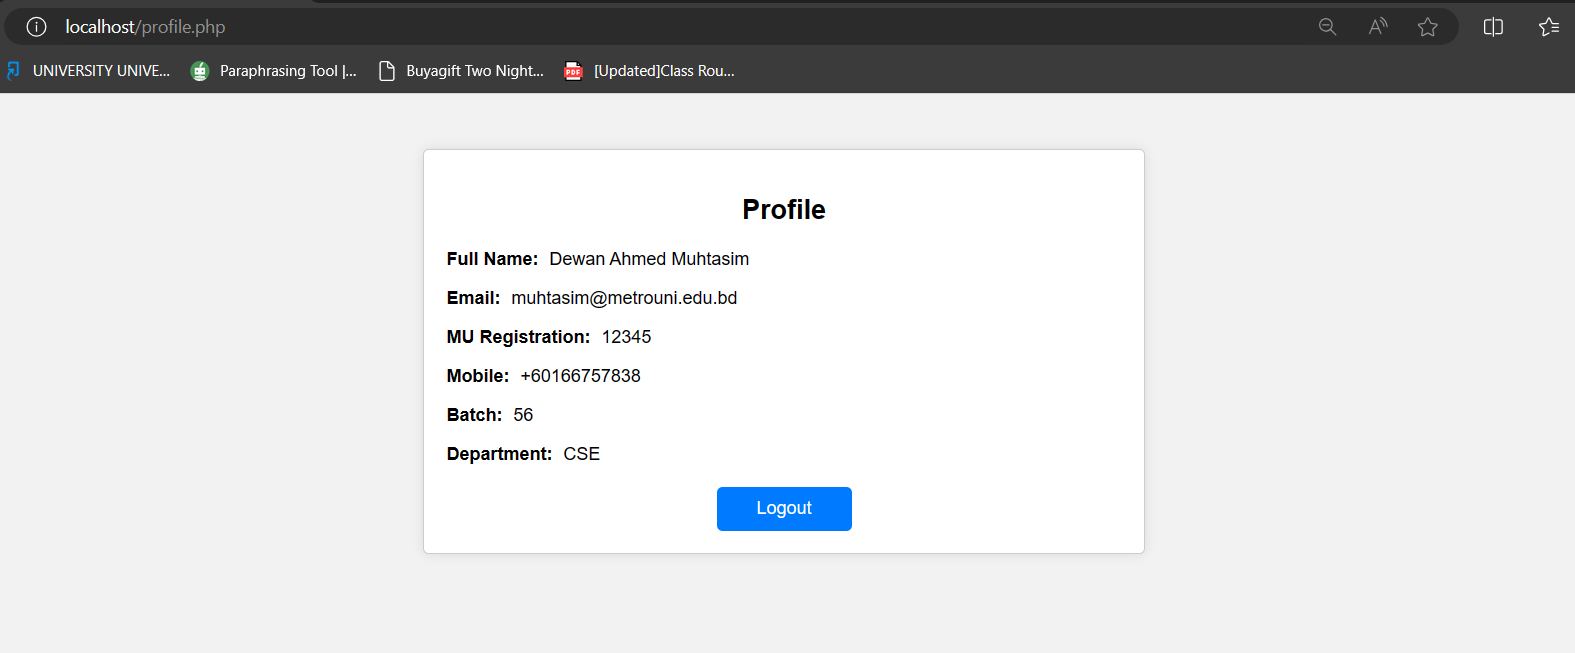 localhost/profile.php
UNIVERSITY UNIVE...
Paraphrasing Tool |...
Buyagift Two Night...
PDF
[Updated]Class Rou...
Profile
Full Name: Dewan Ahmed Muhtasim
Email: muhtasim@metrouni.edu.bd
MU Registration: 12345
Mobile: +60166757838
Batch: 56
Department: CSE
Logout